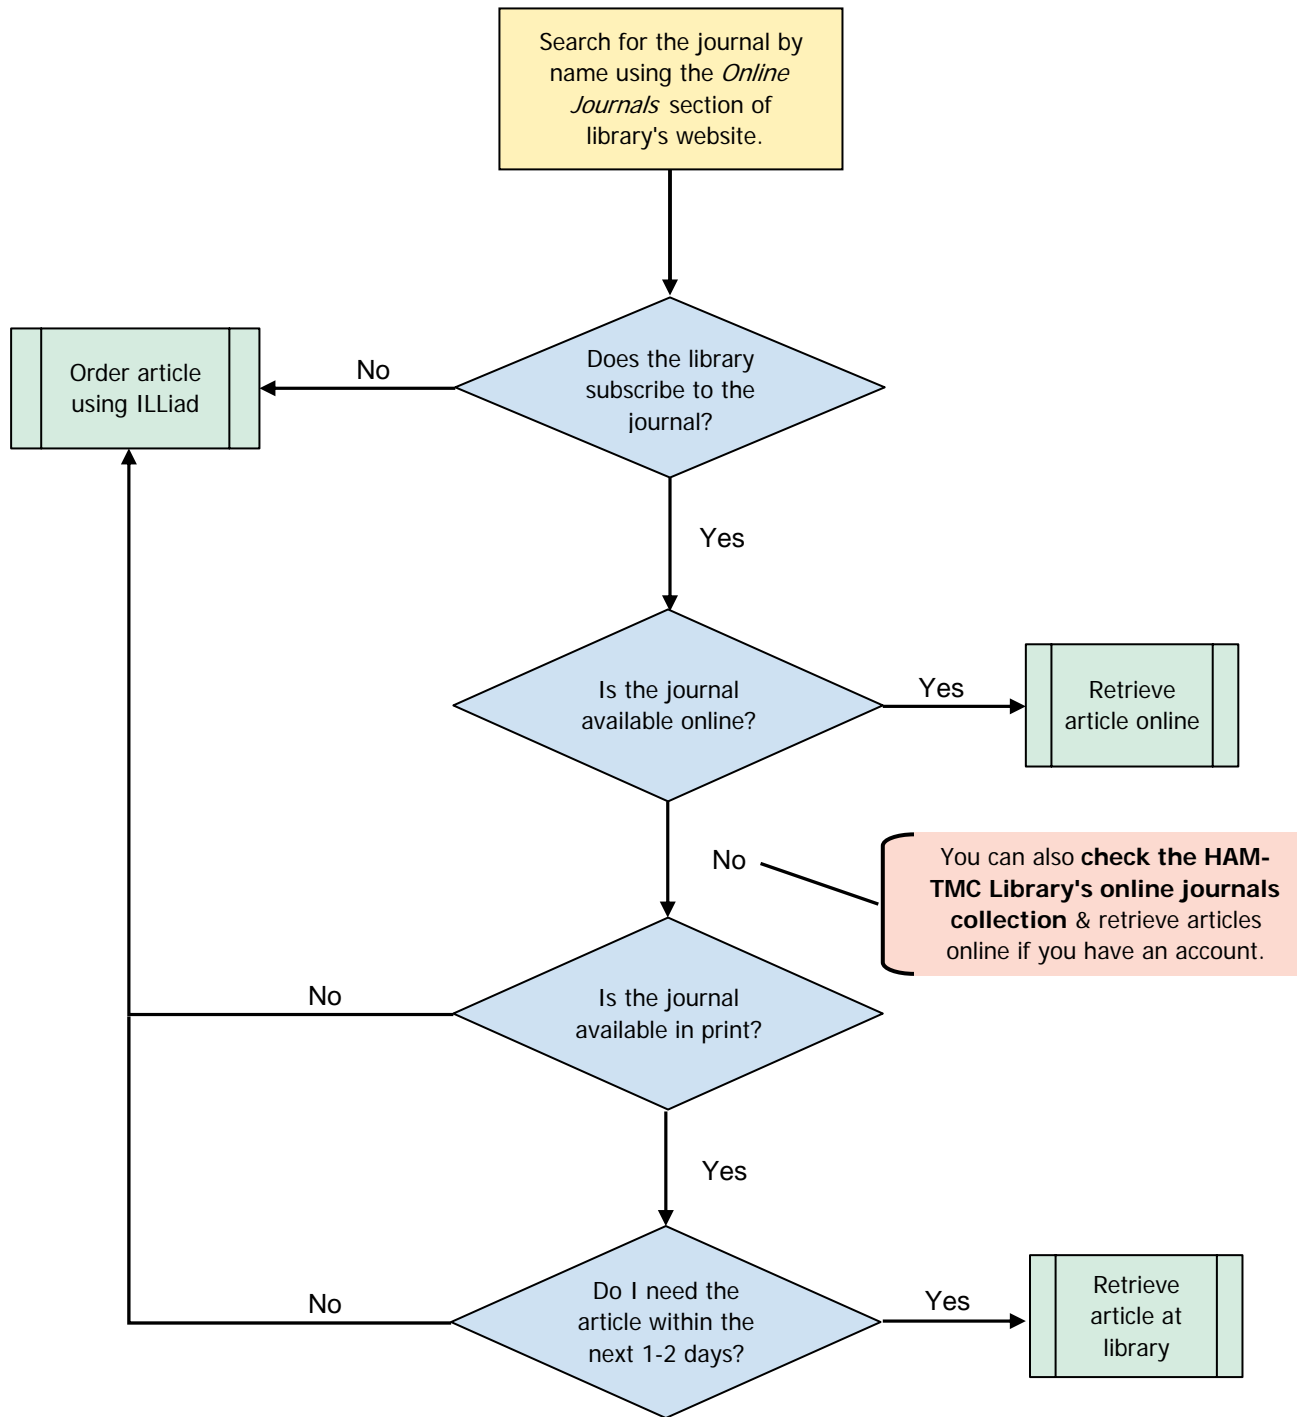 Search for the journal by
name using the Online
Journals section of
library's website.
Does the library
subscribe to the
journal?
No
Order article
using ILLiad
Yes
Is the journal
available online?
Yes
Retrieve
article online
No
You can also check the HAM-
TMC Library's online journals
collection & retrieve articles
online if you have an account.
Is the journal
available in print?
No
Yes
Do I need the
article within the
next 1-2 days?
No
Yes
Retrieve
article at
library